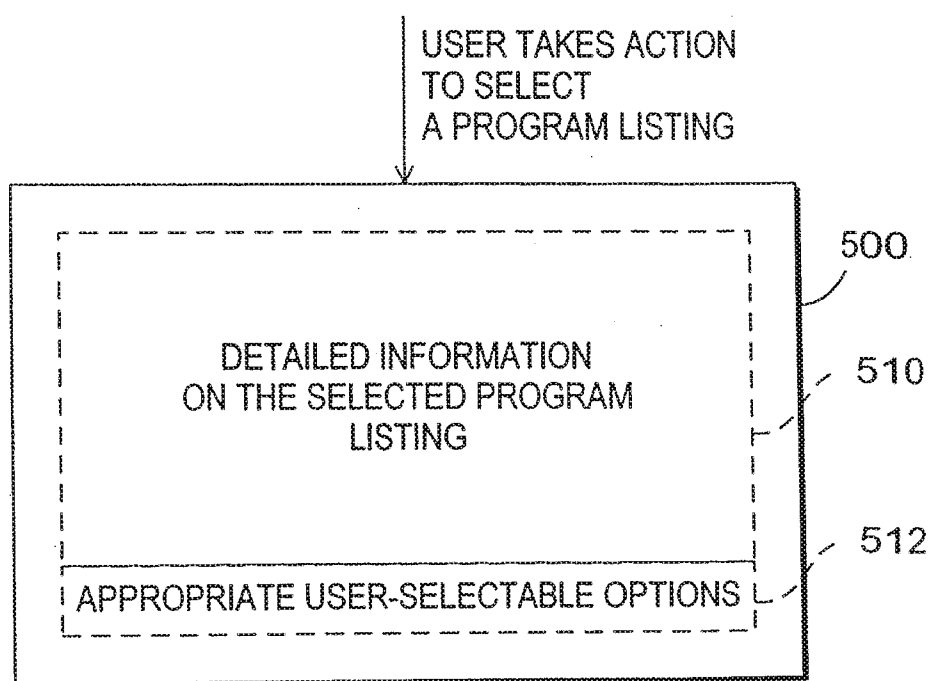 USER TAKES ACTION
TO SELECT
A PROGRAM LISTING
500
DETAILED INFORMATION
ON THE SELECTED PROGRAM
LISTING
510
APPROPRIATE USER-SELECTABLE OPTIONS
512